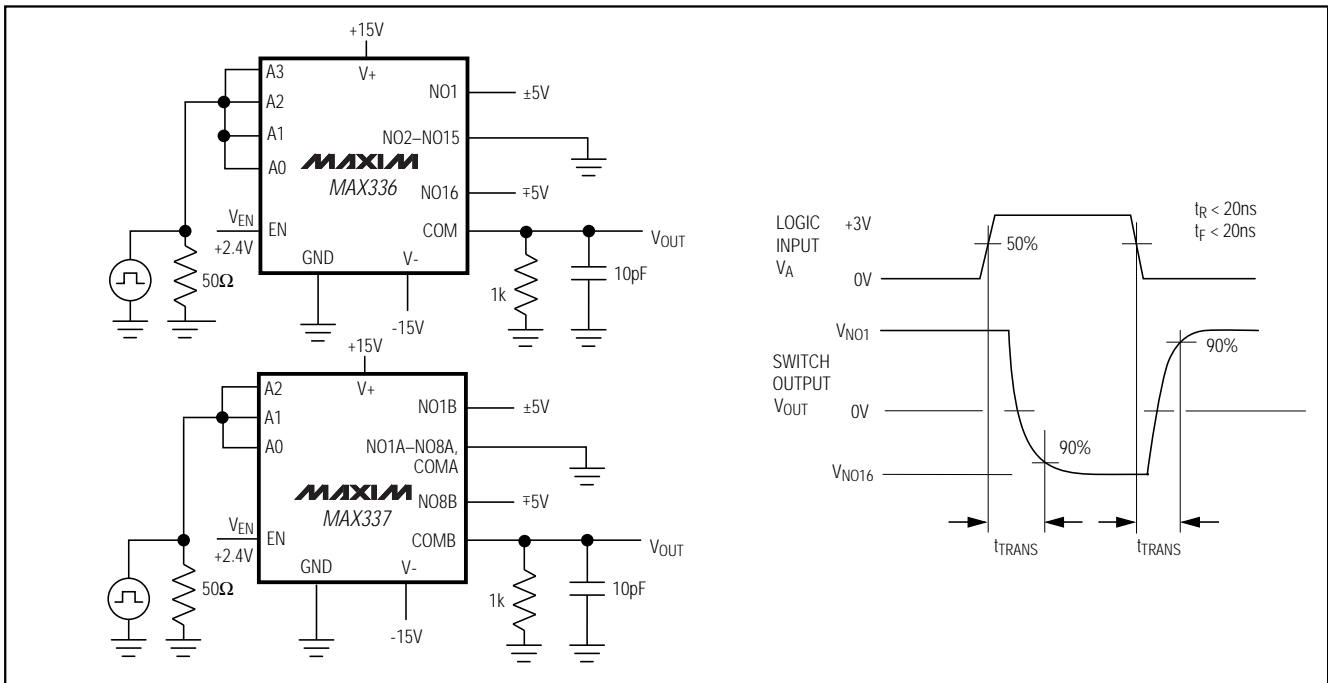 +15V
V+
A3
A2
A1
A0
NO1
±5V
NO2–NO15
MAXIM
MAX336
NO16
∓5V
VEN
+2.4V
EN
COM
VOUT
GND
V-
50Ω
1k
10pF
-15V
+15V
V+
A2
A1
A0
NO1B
±5V
NO1A–NO8A,
COMA
MAXIM
MAX337
NO8B
∓5V
VEN
+2.4V
EN
COMB
VOUT
GND
V-
50Ω
1k
10pF
-15V
LOGIC
INPUT
VA
+3V
0V
50%
tR < 20ns
tF < 20ns
VNO1
SWITCH
OUTPUT
VOUT
0V
VNO16
90%
90%
tTRANS
tTRANS